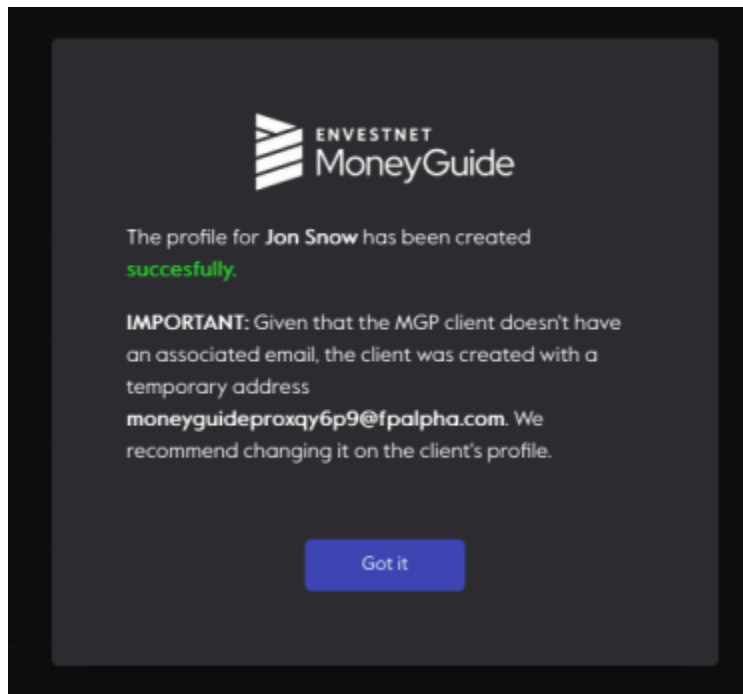 ENVESTNET
MoneyGuide
The profile for Jon Snow has been created
succesfully.
IMPORTANT: Given that the MGP client doesn't have
an associated email, the client was created with a
temporary address
moneyguideproxqy6p9@fpalpha.com. We
recommend changing it on the client's profile.
Got it